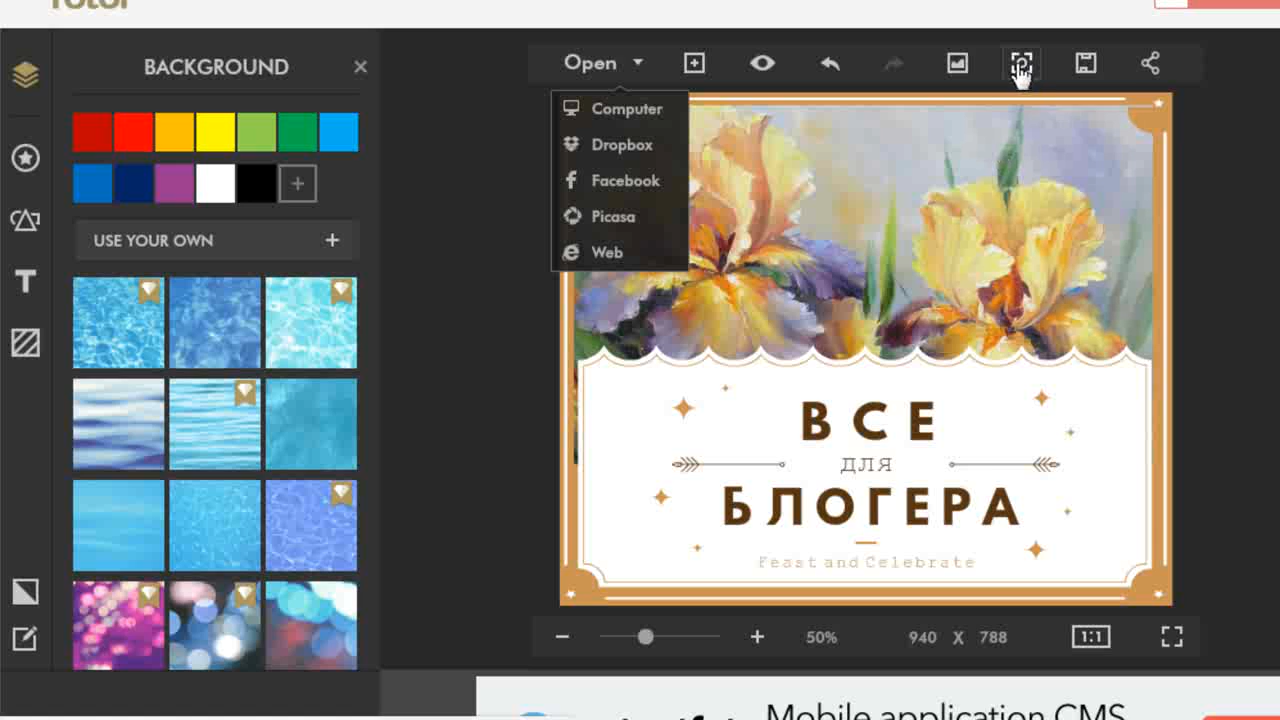 BACKGROUND
USE YOUR OWN
Open
Computer
Dropbox
Facebook
Picasa
Web
ВСЕ
ДЛЯ
БЛОГЕРА
Feast and Celebrate
50%
940 X 788
1:1
Mobile application CMS